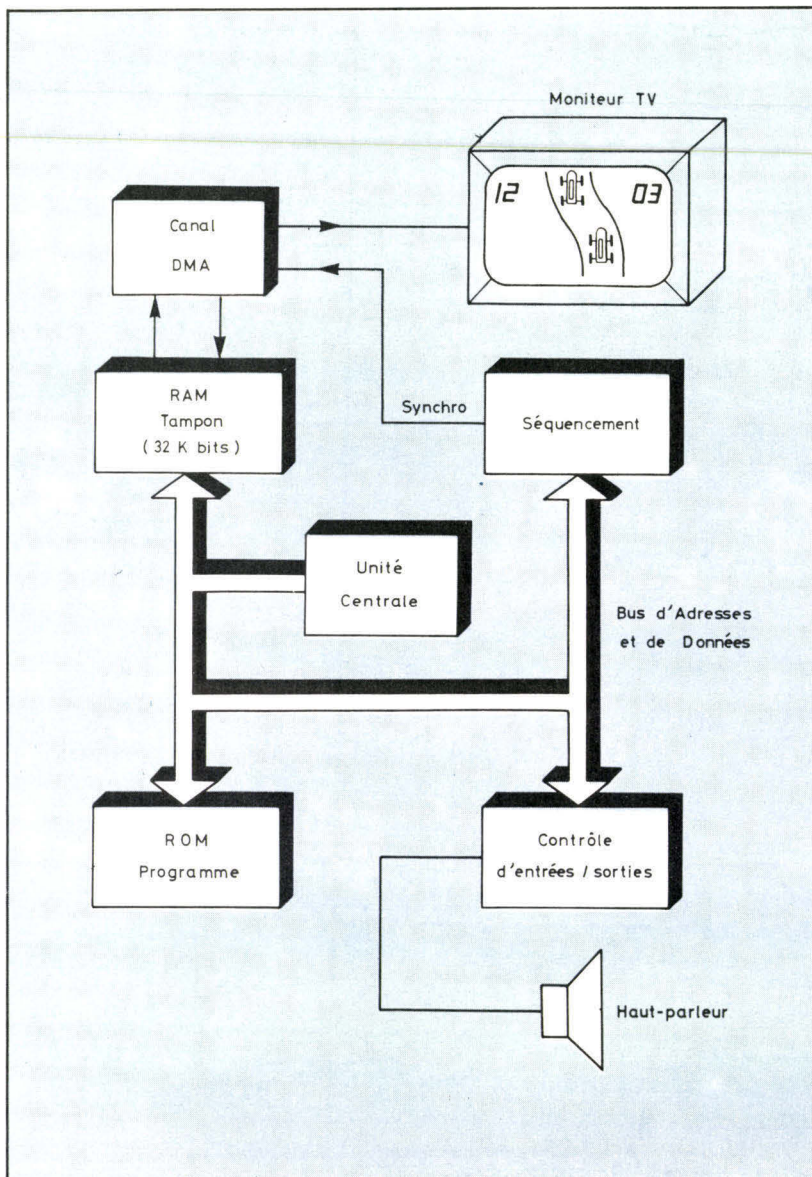 Moniteur TV
12 03
Canal
DMA
RAM
Tampon
(32 K bits)
Synchro
Séquencement
Unité
Centrale
Bus d'Adresses
et de Données
ROM
Programme
Contrôle
d'entrées / sorties
Haut-parleur